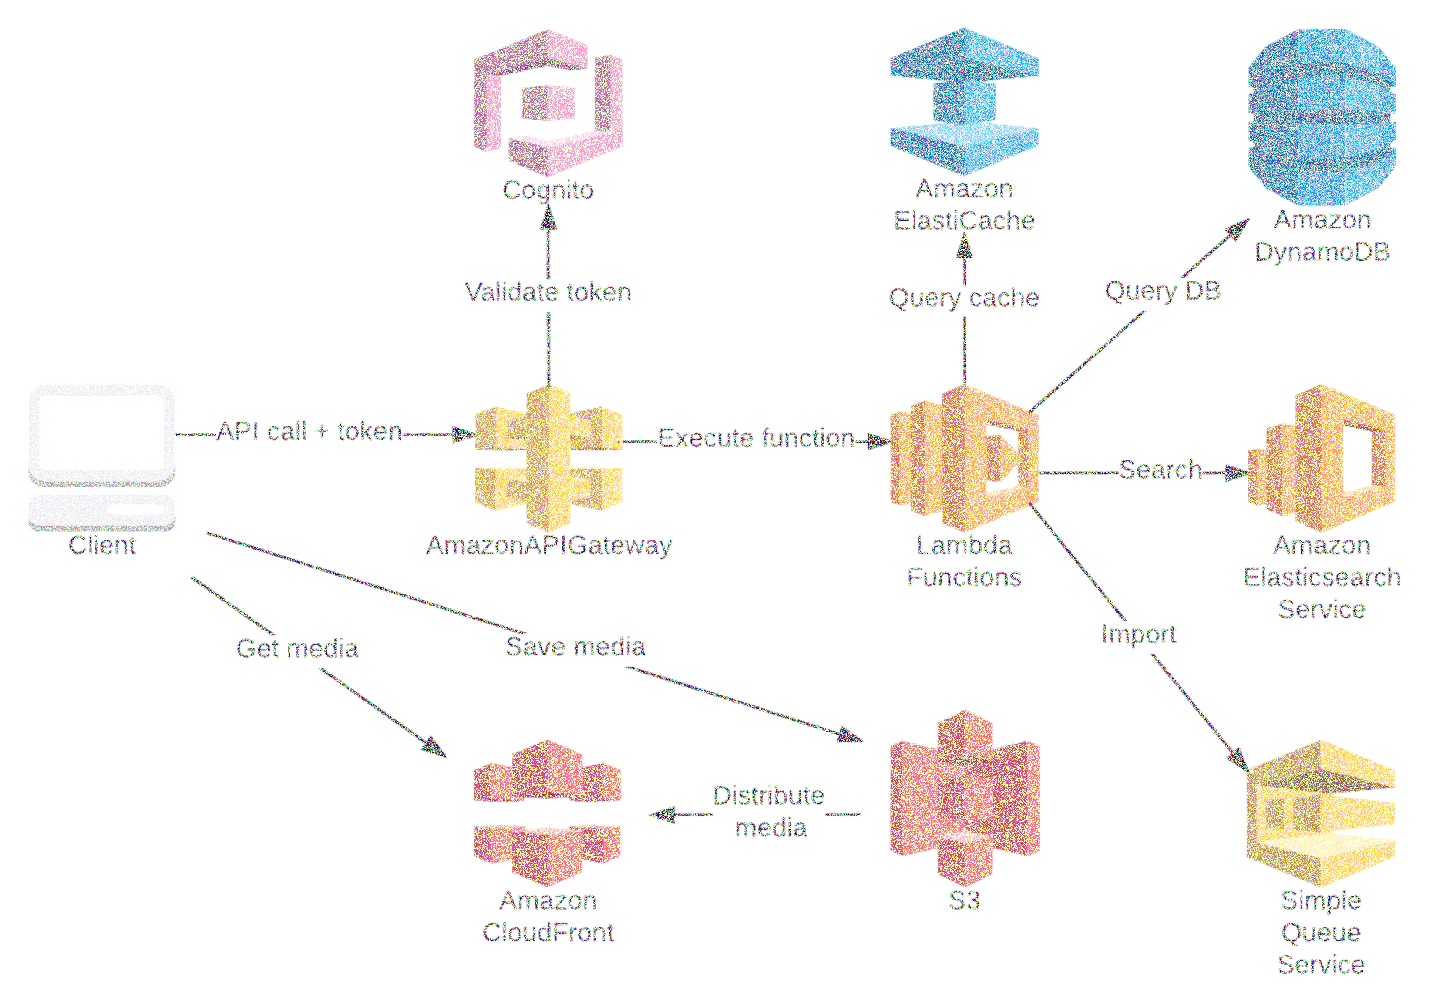 Cognito
Amazon
ElastiCache
Amazon
DynamoDB
Validate token
Query cache
Query DB
API call + token
Execute function
Search
Client
AmazonAPIGateway
Lambda
Functions
Amazon
Elasticsearch
Service
Get media
Save media
Import
Distribute
media
Amazon
CloudFront
S3
Simple
Queue
Service